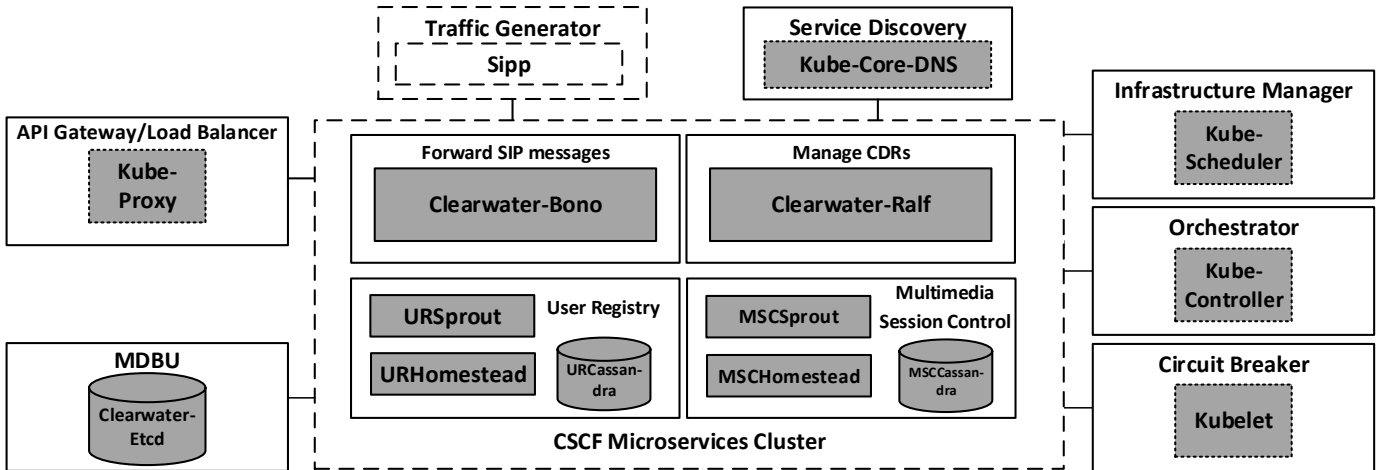 Traffic Generator
Sipp
Service Discovery
Kube-Core-DNS
API Gateway/Load Balancer
Kube-
Proxy
MDBU
Clearwater-
Etcd
Forward SIP messages
Clearwater-Bono
Manage CDRs
Clearwater-Ralf
URSprout
User Registry
URHomestead
URCassan-
dra
Multimedia
Session Control
MSCSprout
MSCHomestead
MSCCassan-
dra
CSCF Microservices Cluster
Infrastructure Manager
Kube-
Scheduler
Orchestrator
Kube-
Controller
Circuit Breaker
Kubelet